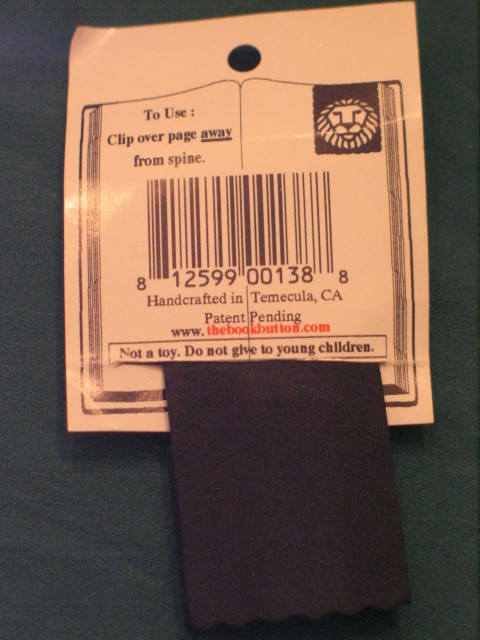 To Use :
Clip over page away
from spine.
8 12599 00138 8
Handcrafted in Temecula, CA
Patent Pending
www.thebookbutton.com
Not a toy. Do not give to young children.